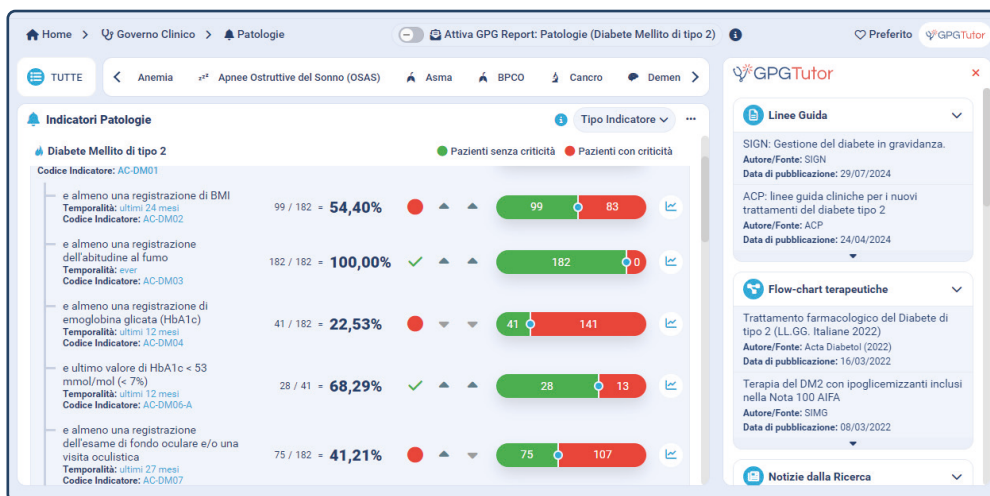 Home > Governo Clinico > Patologie
Attiva GPG Report: Patologie (Diabete Mellito di tipo 2)
Preferito
GPGTutor
TUTTE
Anemia
Apnee Ostruttive del Sonno (OSAS)
Asma
BPCO
Cancro
Demen
Indicatori Patologie
Tipo Indicatore
Diabete Mellito di tipo 2
Pazienti senza criticità
Pazienti con criticità
Codice Indicatore: AC-DM01
e almeno una registrazione di BMI
Temporalità: ultimi 24 mesi
Codice Indicatore: AC-DM02
99 / 182 = 54,40%
99
83
e almeno una registrazione
dell'abitudine al fumo
Temporalità: ever
Codice Indicatore: AC-DM03
182 / 182 = 100,00%
182
0
e almeno una registrazione di
emoglobina glicata (HbA1c)
Temporalità: ultimi 12 mesi
Codice Indicatore: AC-DM04
41 / 182 = 22,53%
41
141
e ultimo valore di HbA1c < 53
mmol/mol (< 7%)
Temporalità: ultimi 12 mesi
Codice Indicatore: AC-DM06-A
28 / 41 = 68,29%
28
13
e almeno una registrazione
dell'esame di fondo oculare e/o una
visita oculistica
Temporalità: ultimi 27 mesi
Codice Indicatore: AC-DM07
75 / 182 = 41,21%
75
107
GPGTutor
Linee Guida
SIGN: Gestione del diabete in gravidanza.
Autore/Fonte: SIGN
Data di pubblicazione: 29/07/2024
ACP: linee guida cliniche per i nuovi
trattamenti del diabete tipo 2
Autore/Fonte: ACP
Data di pubblicazione: 24/04/2024
Flow-chart terapeutiche
Trattamento farmacologico del Diabete di
tipo 2 (LL.GG. Italiane 2022)
Autore/Fonte: Acta Diabetol (2022)
Data di pubblicazione: 16/03/2022
Terapia del DM2 con ipoglicemizzanti inclusi
nella Nota 100 AIFA
Autore/Fonte: SIMG
Data di pubblicazione: 08/03/2022
Notizie dalla Ricerca